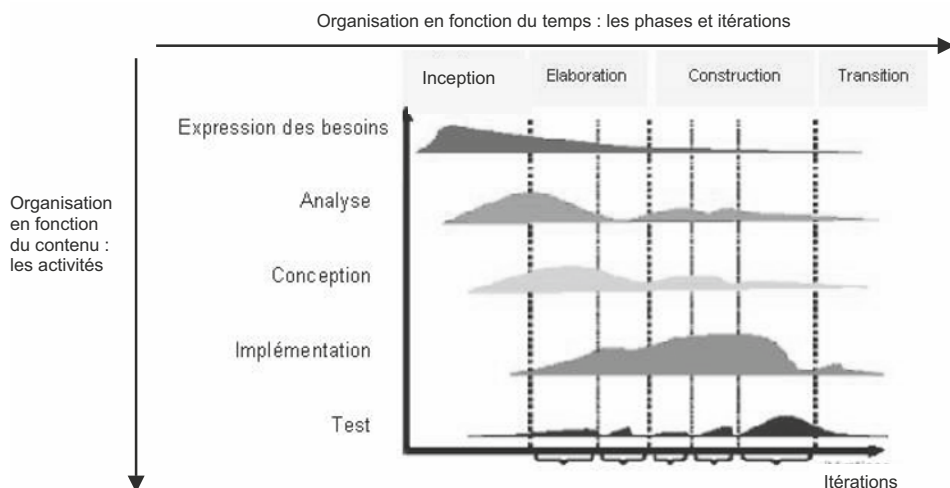 Organisation en fonction du temps : les phases et itérations
Inception
Elaboration
Construction
Transition
Expression des besoins
Analyse
Organisation
en fonction
du contenu :
les activités
Conception
Implémentation
Test
Itérations